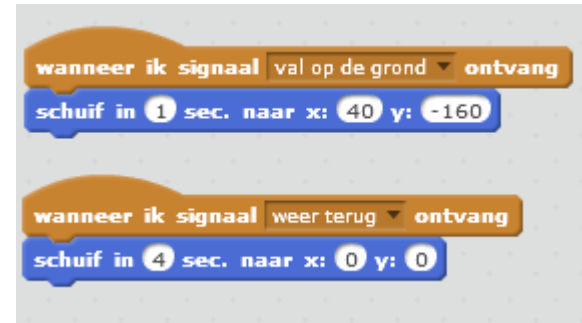 wanneer ik signaal val op de grond ontvang
schuif in 1 sec. naar x: 40 y: -160
wanneer ik signaal weer terug ontvang
schuif in 4 sec. naar x: 0 y: 0